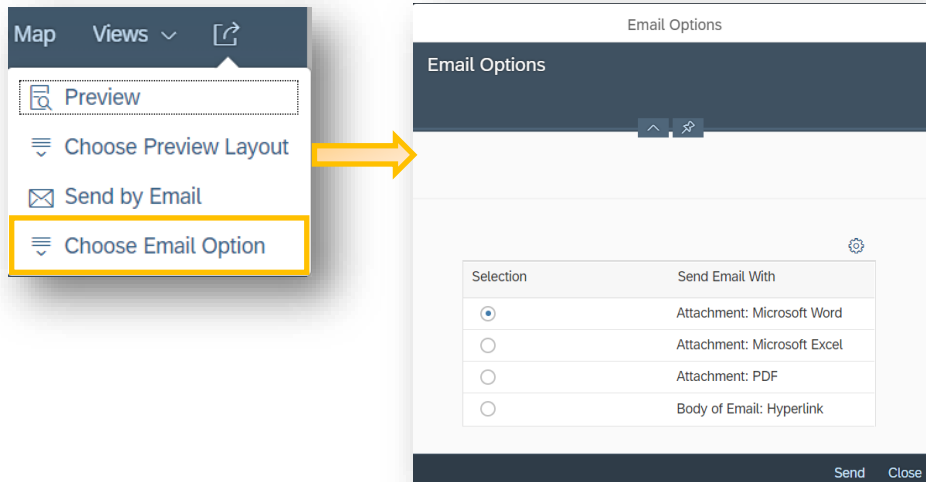 Map Views
Preview
Choose Preview Layout
Send by Email
Choose Email Option
Email Options
Email Options
Selection Send Email With
Attachment: Microsoft Word
Attachment: Microsoft Excel
Attachment: PDF
Body of Email: Hyperlink
Send Close